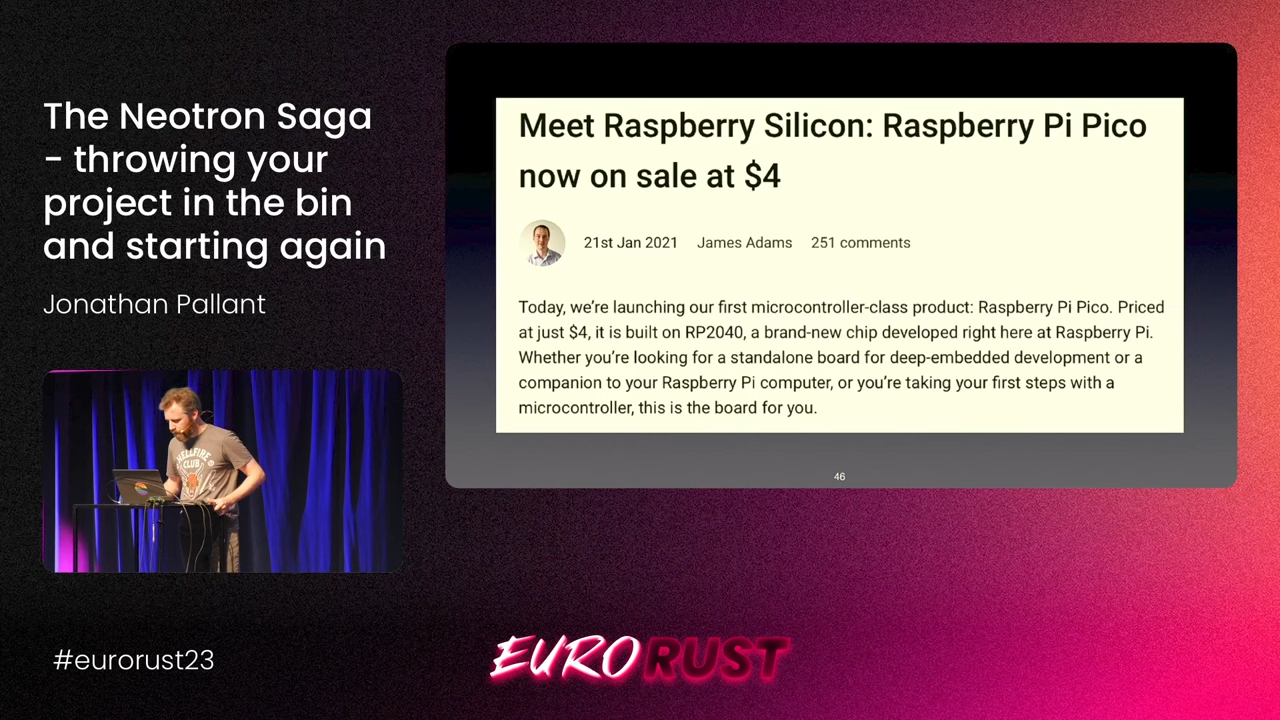 The Neotron Saga
- throwing your
project in the bin
and starting again
Jonathan Pallant
Meet Raspberry Silicon: Raspberry Pi Pico
now on sale at $4
21st Jan 2021 James Adams 251 comments
Today, we’re launching our first microcontroller-class product: Raspberry Pi Pico. Priced
at just $4, it is built on RP2040, a brand-new chip developed right here at Raspberry Pi.
Whether you’re looking for a standalone board for deep-embedded development or a
companion to your Raspberry Pi computer, or you’re taking your first steps with a
microcontroller, this is the board for you.
46
HELLFIRE
CLUB
#eurorust23
EURORUST